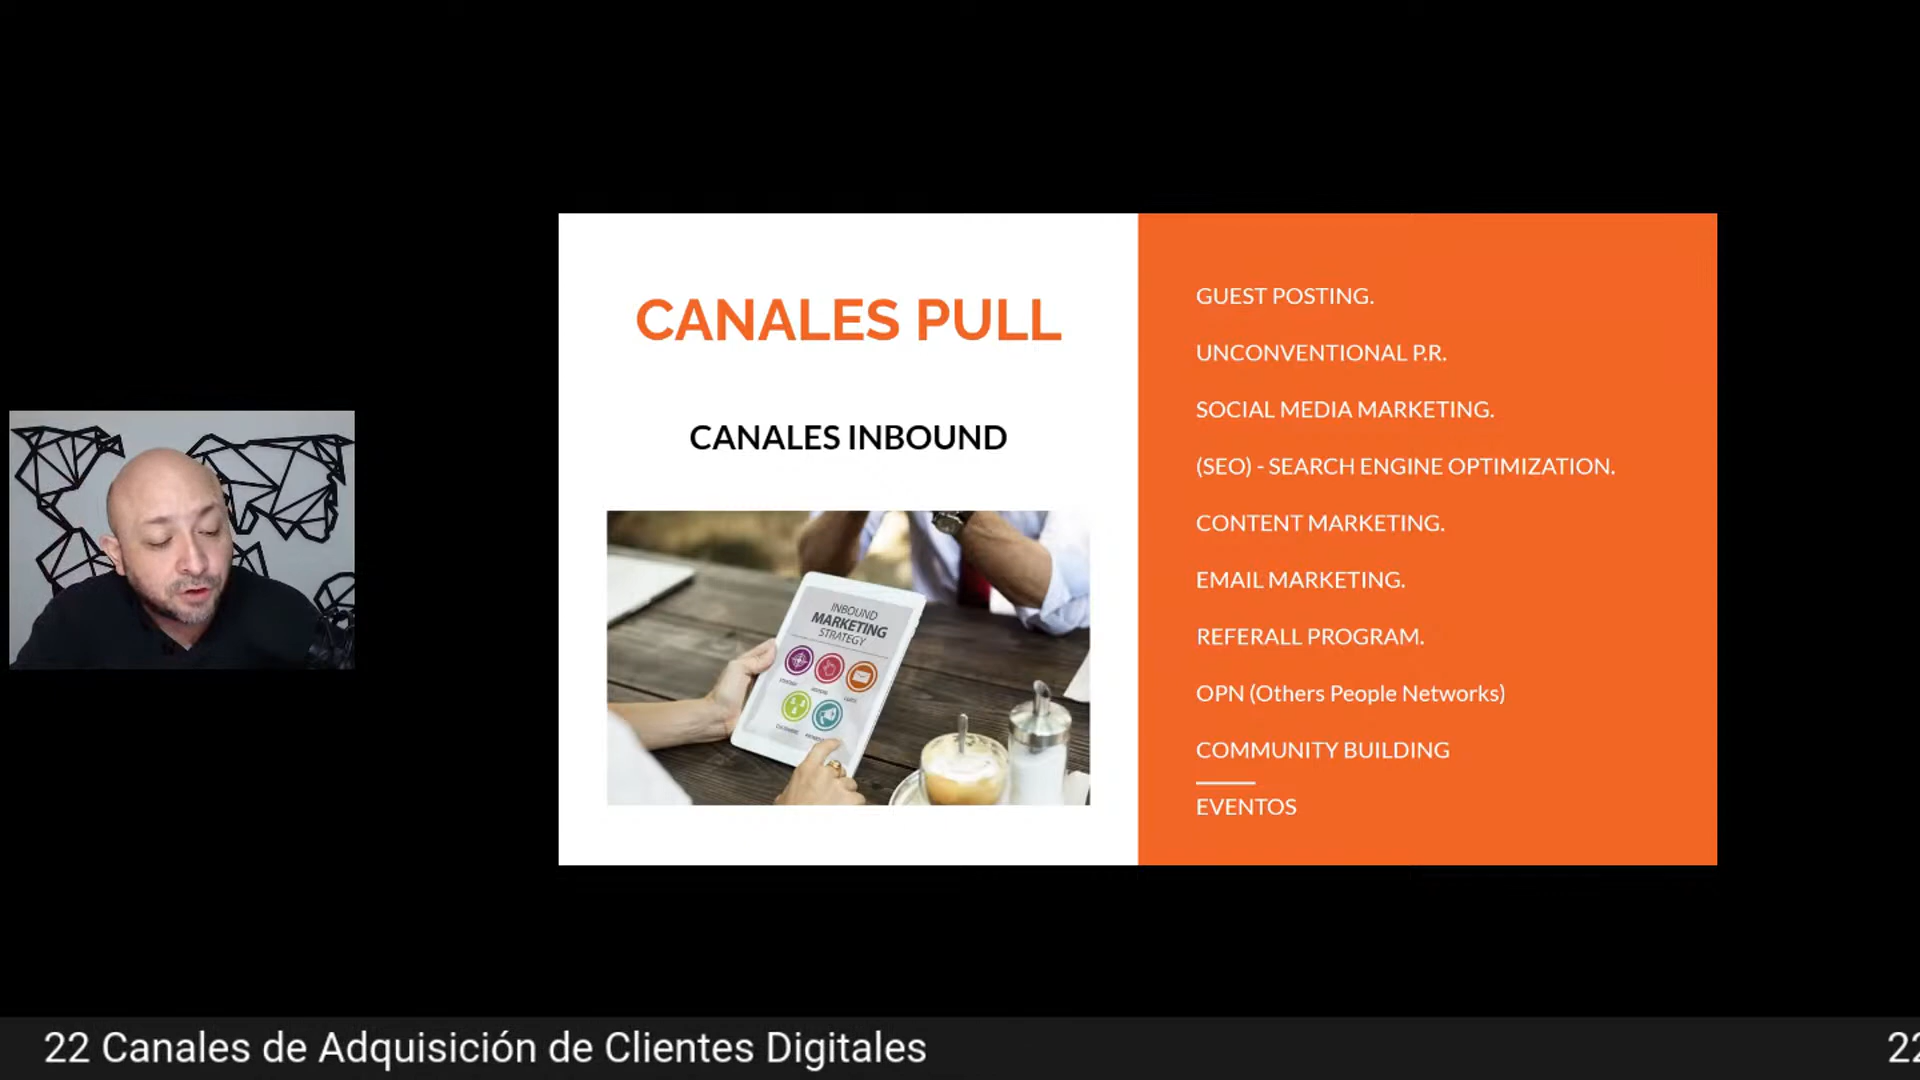 CANALES PULL
CANALES INBOUND
INBOUND
MARKETING
STRATEGY
GUEST POSTING.
UNCONVENTIONAL P.R.
SOCIAL MEDIA MARKETING.
(SEO) - SEARCH ENGINE OPTIMIZATION.
CONTENT MARKETING.
EMAIL MARKETING.
REFERALL PROGRAM.
OPN (Others People Networks)
COMMUNITY BUILDING
EVENTOS
22 Canales de Adquisición de Clientes Digitales